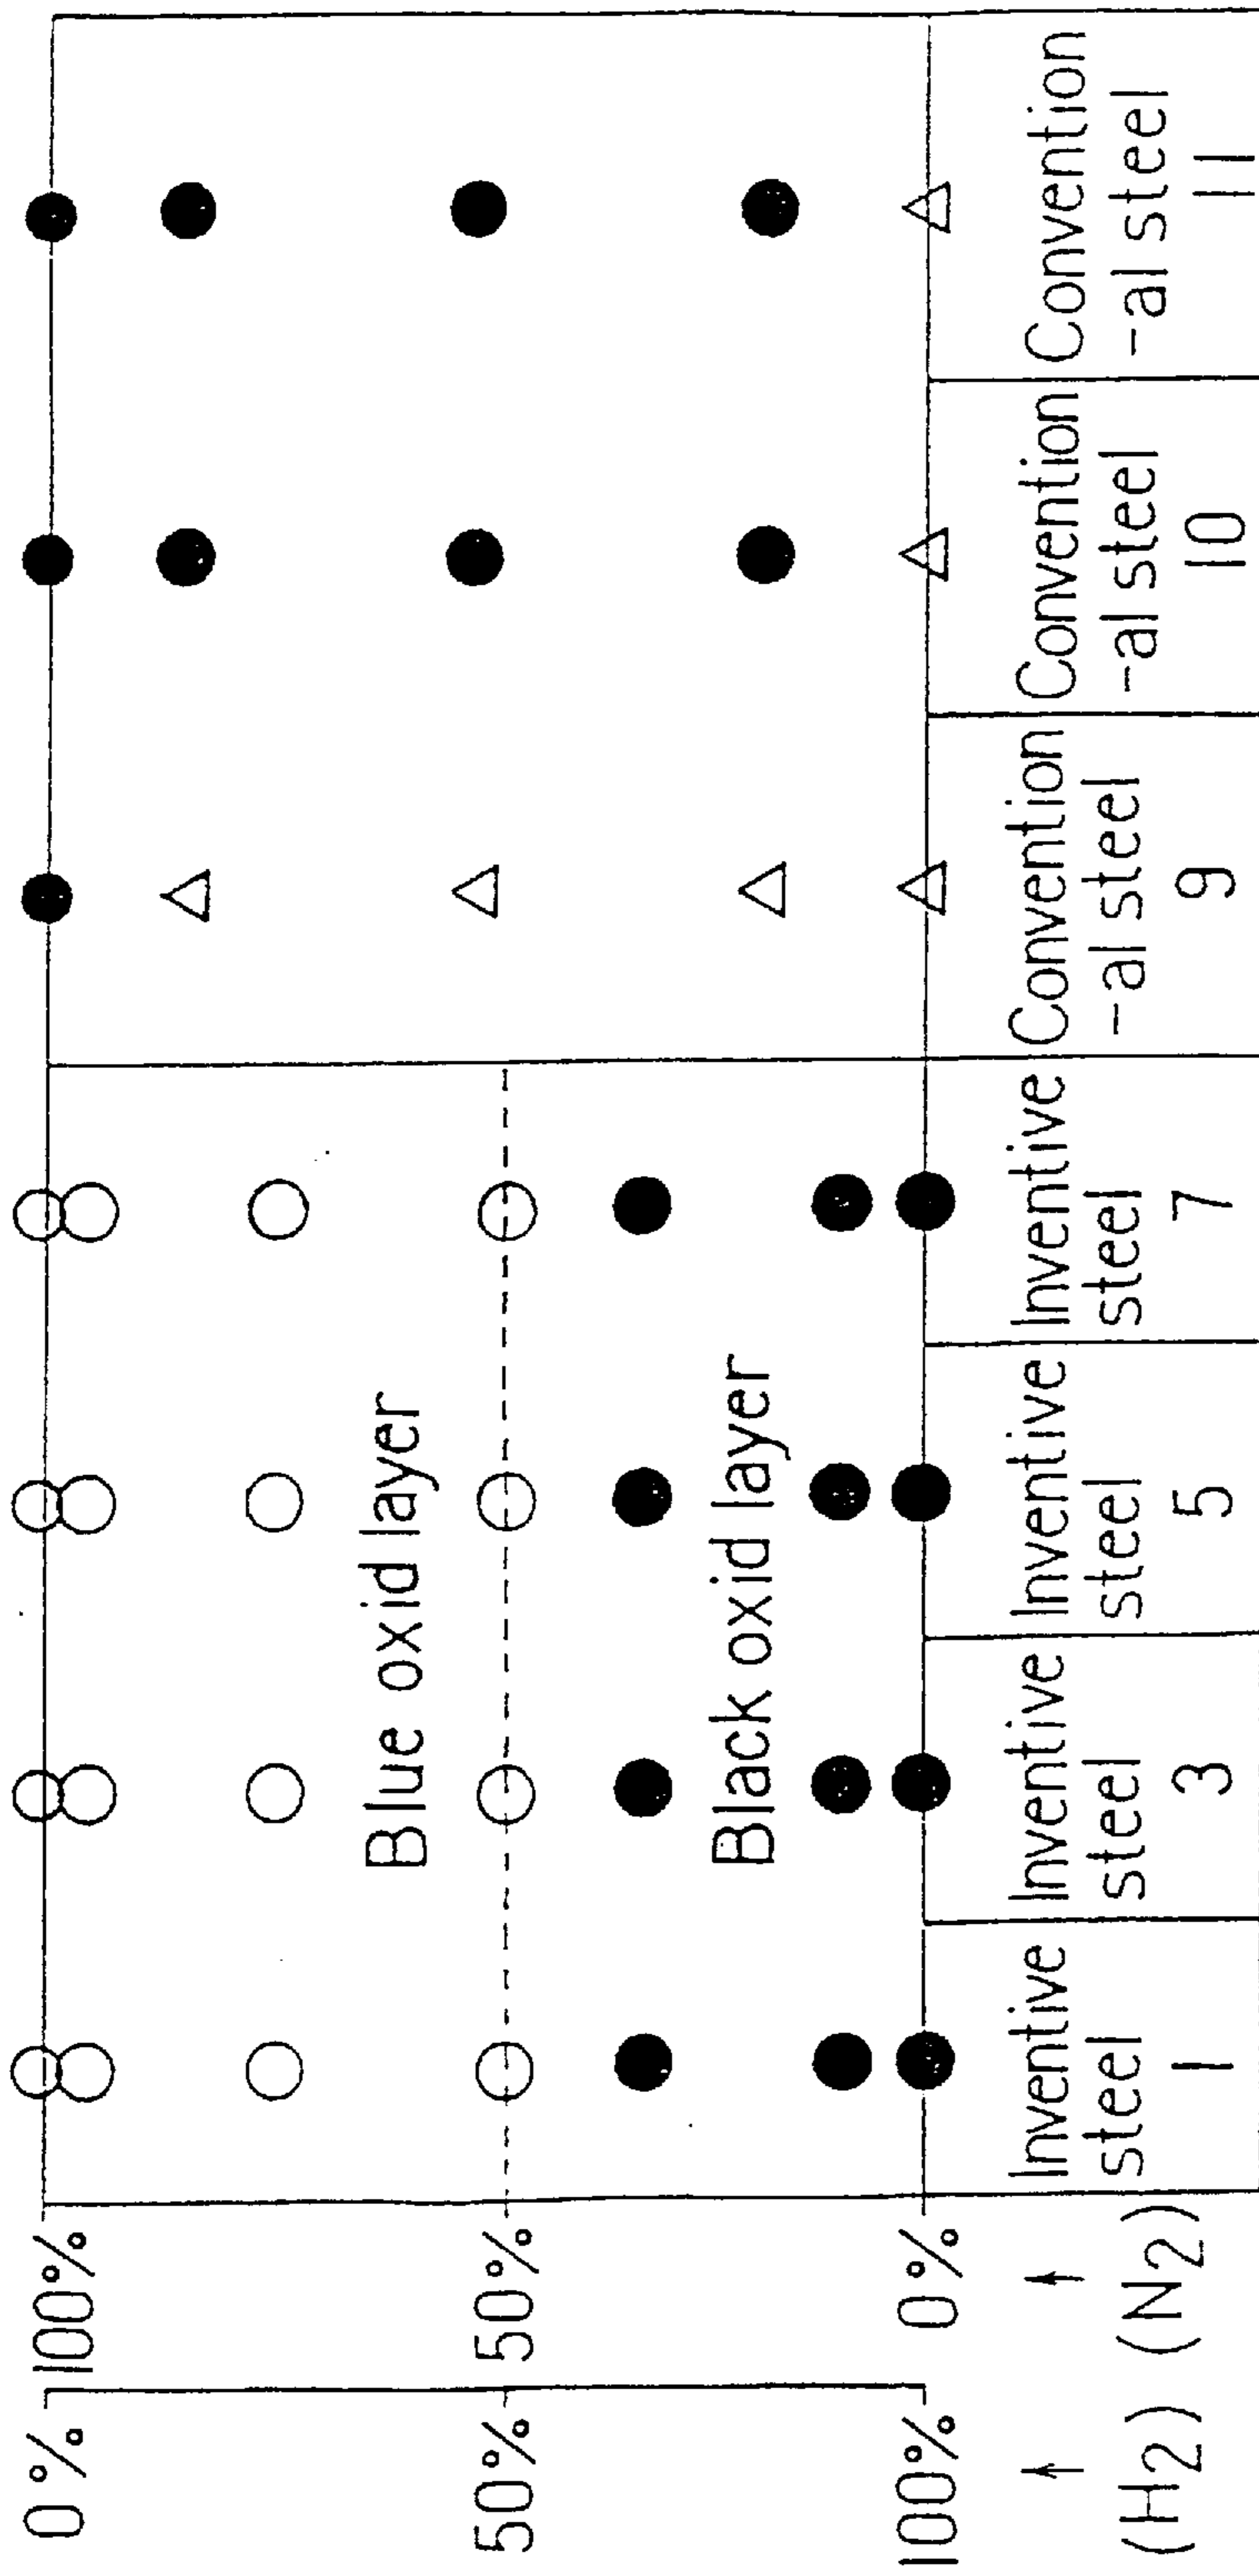 0% 100%
Blue oxid layer
50% 50%
Black oxid layer
100% 0%
(H2) (N2)
Inventive
steel
1
Inventive
steel
3
Inventive
steel
5
Inventive
steel
7
Convention
-al steel
9
Convention
-al steel
10
Convention
-al steel
11